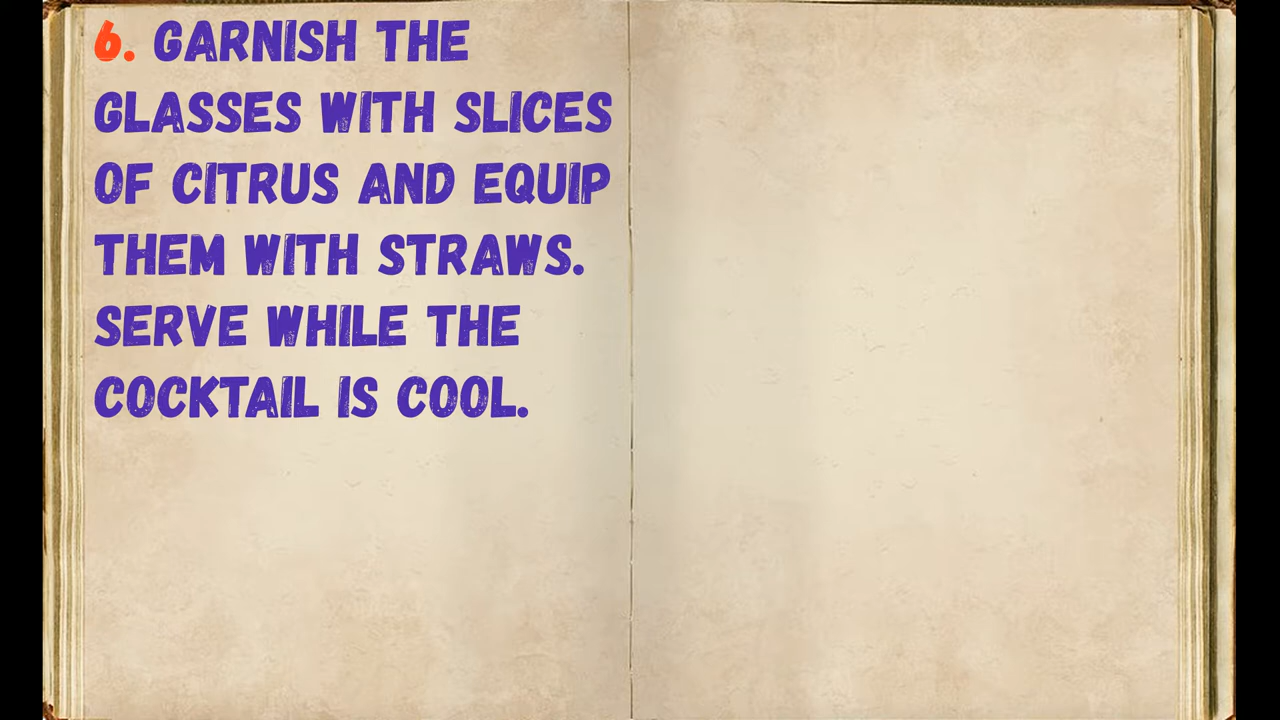 6. GARNISH THE
GLASSES WITH SLICES
OF CITRUS AND EQUIP
THEM WITH STRAWS.
SERVE WHILE THE
COCKTAIL IS COOL.